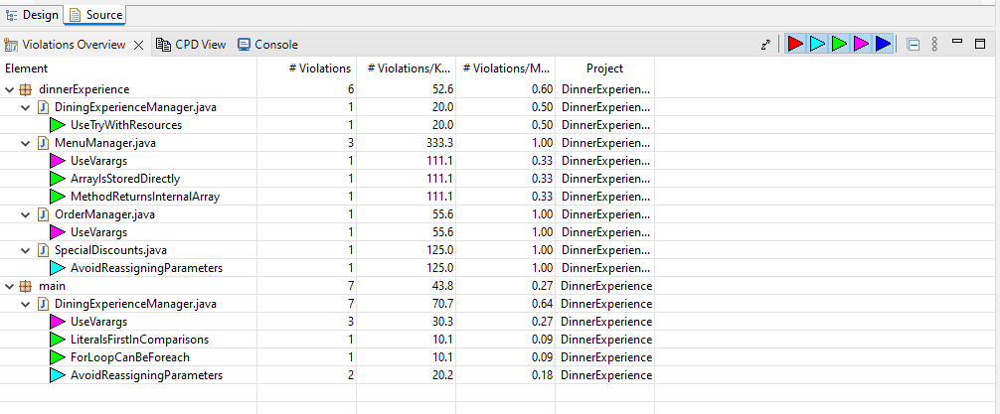 Design Source
Violations Overview CPD View Console
Element # Violations # Violations/K... # Violations/M... Project
dinnerExperience 6 52.6 0.60 DinnerExperien...
DiningExperienceManager.java 1 20.0 0.50 DinnerExperien...
UseTryWithResources 1 20.0 0.50 DinnerExperien...
MenuManager.java 3 333.3 1.00 DinnerExperien...
UseVarargs 1 111.1 0.33 DinnerExperien...
ArrayIsStoredDirectly 1 111.1 0.33 DinnerExperien...
MethodReturnsInternalArray 1 111.1 0.33 DinnerExperien...
OrderManager.java 1 55.6 1.00 DinnerExperien...
UseVarargs 1 55.6 1.00 DinnerExperien...
SpecialDiscounts.java 1 125.0 1.00 DinnerExperien...
AvoidReassigningParameters 1 125.0 1.00 DinnerExperien...
main 7 43.8 0.27 DinnerExperience
DiningExperienceManager.java 7 70.7 0.64 DinnerExperience
UseVarargs 3 30.3 0.27 DinnerExperience
LiteralsFirstInComparisons 1 10.1 0.09 DinnerExperience
ForLoopCanBeForeach 1 10.1 0.09 DinnerExperience
AvoidReassigningParameters 2 20.2 0.18 DinnerExperience